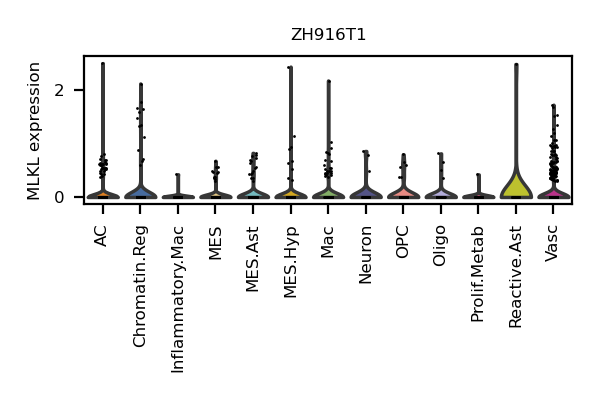 ZH916T1
MLKL expression
2
0
AC
Chromatin.Reg
Inflammatory.Mac
MES
MES.Ast
MES.Hyp
Mac
Neuron
OPC
Oligo
Prolif.Metab
Reactive.Ast
Vasc